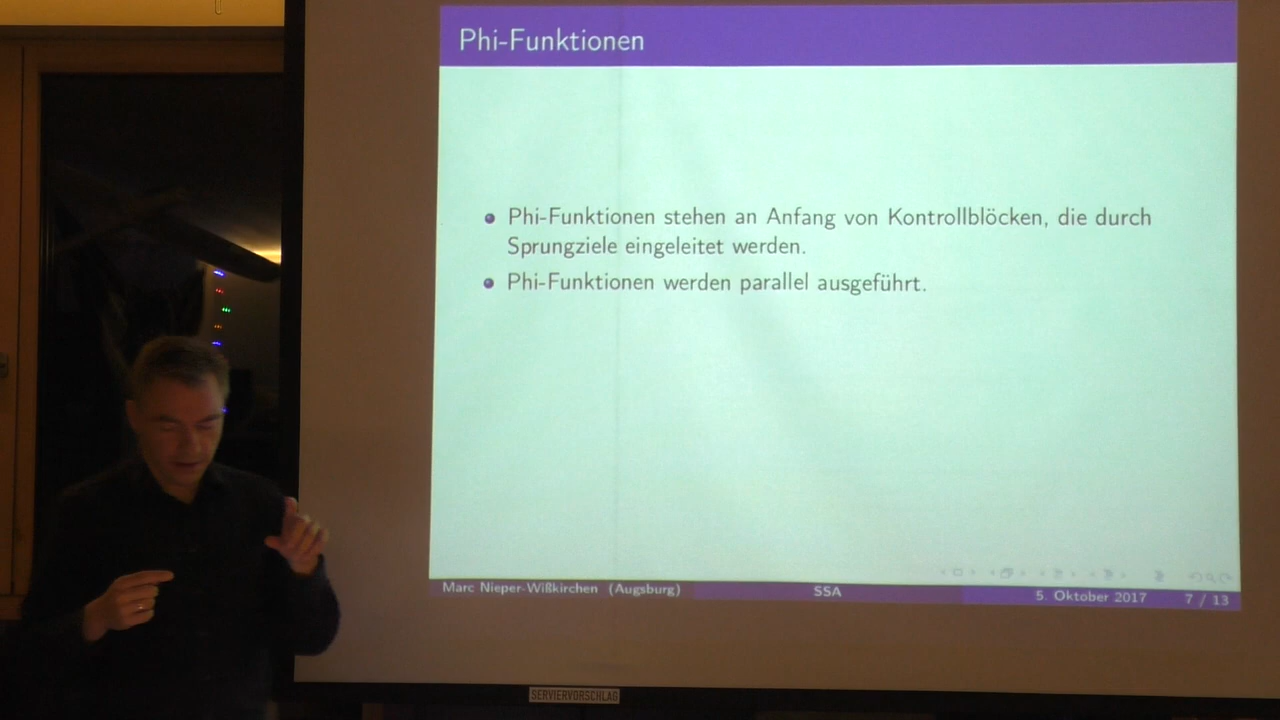 Phi-Funktionen
Phi-Funktionen stehen an Anfang von Kontrollblöcken, die durch
Sprungziele eingeleitet werden.
Phi-Funktionen werden parallel ausgeführt.
Marc Nieper-Wißkirchen (Augsburg) SSA 5. Oktober 2017 7 / 13
SERVIERVORSCHLAG